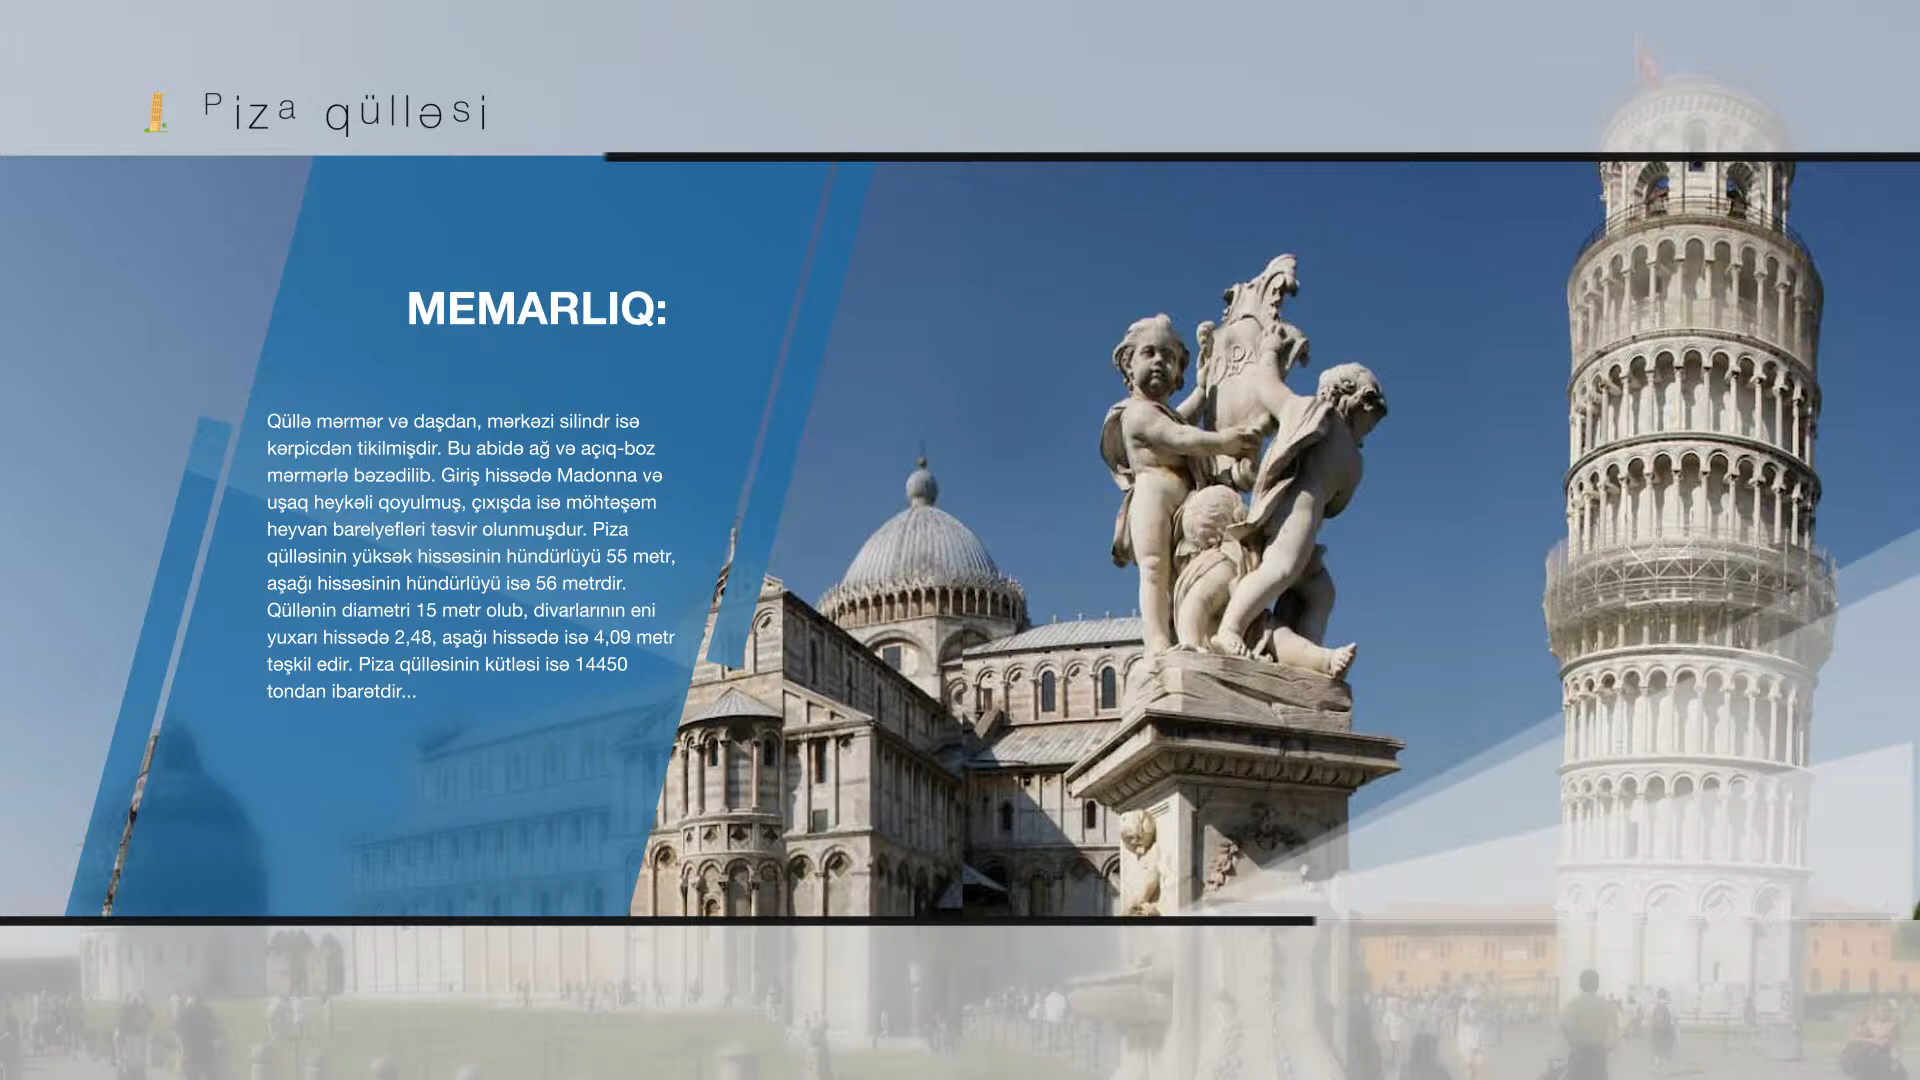 Piza qülləsi
MEMARLIQ:
Qüllə mərmər və daşdan, mərkəzi silindr isə
kərpicdən tikilmişdir. Bu abidə ağ və açıq-boz
mərmərlə bəzədilib. Giriş hissədə Madonna və
uşaq heykəli qoyulmuş, çıxışda isə möhtəşəm
heyvan barelyefləri təsvir olunmuşdur. Piza
qülləsinin yüksək hissəsinin hündürlüyü 55 metr,
aşağı hissəsinin hündürlüyü isə 56 metrdir.
Qüllənin diametri 15 metr olub, divarlarının eni
yuxarı hissədə 2,48, aşağı hissədə isə 4,09 metr
təşkil edir. Piza qülləsinin kütləsi isə 14450
tondan ibarətdir...